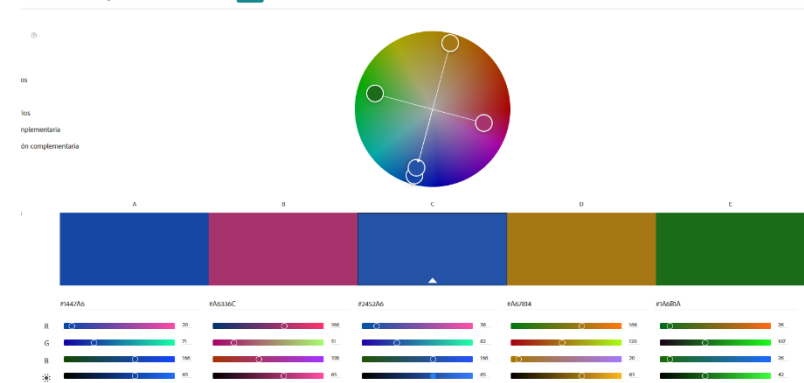 os
ios
nplementaria
ón complementaria
A B C D E
#1447A6 #A6336C #2452A6 #A67814 #1A6B1A
R 20 166 36 166 26
G 71 51 82 120 107
B 166 108 166 20 26
65 65 65 65 42